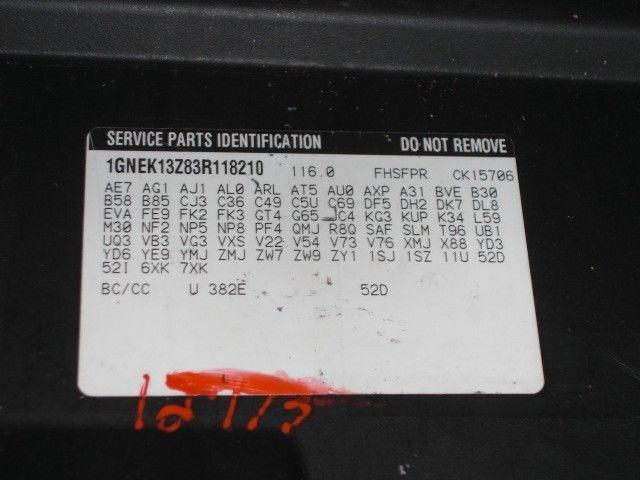 SERVICE PARTS IDENTIFICATION DO NOT REMOVE
1GNEK13Z83R118210 116.0 FHSFPR CK15706
AE7 AG1 AJ1 AL0 ARL AT5 AU0 AXP A31 BVE B30
B58 B85 CJ3 C36 C49 C5U C69 DF5 DH2 DK7 DL8
EVA FE9 FK2 FK3 GT4 G65 JC4 KG3 KUP K34 L59
M30 NF2 NP5 NP8 PF4 QMJ R8Q SAF SLM T96 UB1
UQ3 VB3 VG3 VXS V22 V54 V73 V76 XMJ X88 YD3
YD6 YE9 YMJ ZMJ ZW7 ZW9 ZY1 1SJ 1SZ 11U 52D
52I 6XK 7XK
BC/CC U 382E 52D